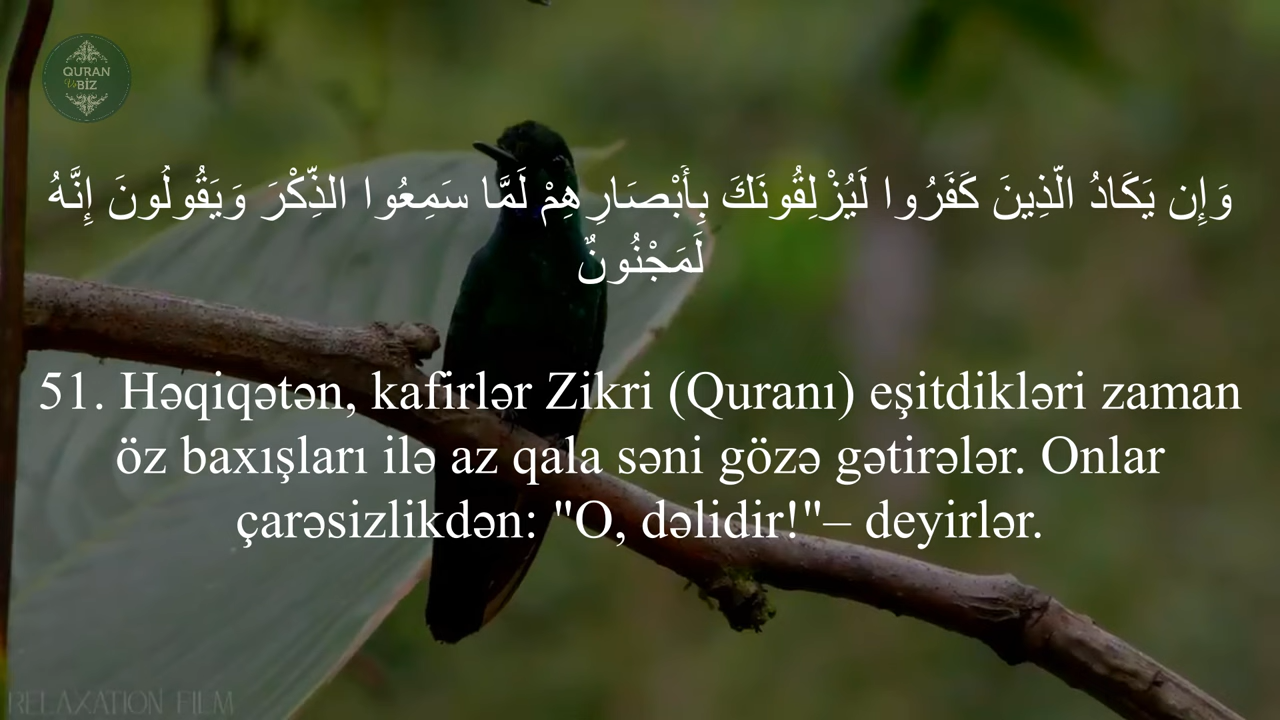 QURAN
Və BİZ
وَإِن يَكَادُ الَّذِينَ كَفَرُوا لَيُزْلِقُونَكَ بِأَبْصَارِهِمْ لَمَّا سَمِعُوا الذِّكْرَ وَيَقُولُونَ إِنَّهُ
لَمَجْنُونٌ
51. Həqiqətən, kafirlər Zikri (Quranı) eşitdikləri zaman
öz baxışları ilə az qala səni gözə gətirələr. Onlar
çarəsizlikdən: "O, dəlidir!"– deyirlər.
RELAXATION FILM